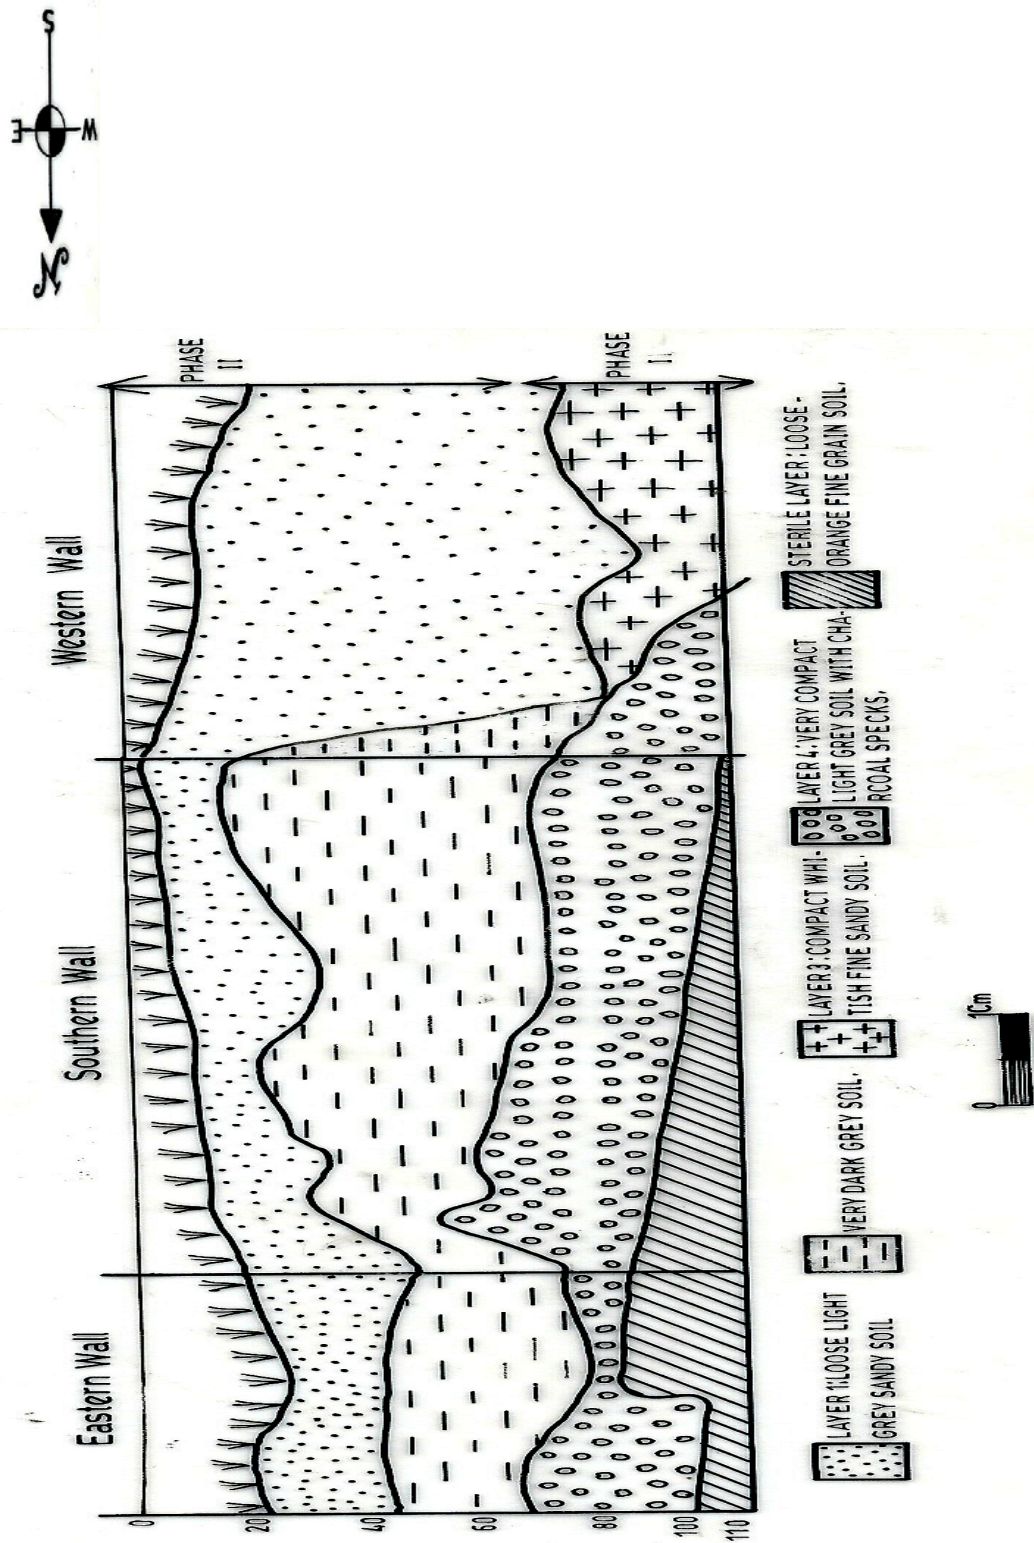 S
E W
N
Eastern Wall
Southern Wall
Western Wall
PHASE
II
PHASE
I
0
20
40
60
80
100
110
LAYER 1:LOOSE LIGHT
GREY SANDY SOIL
VERY DARK GREY SOIL.
LAYER3:COMPACT WHI-
TISH FINE SANDY SOIL.
LAYER 4:VERY COMPACT
LIGHT GREY SOIL WITH CHA-
RCOAL SPECKS.
STERILE LAYER:LOOSE-
ORANGE FINE GRAIN SOIL.
0 1Cm